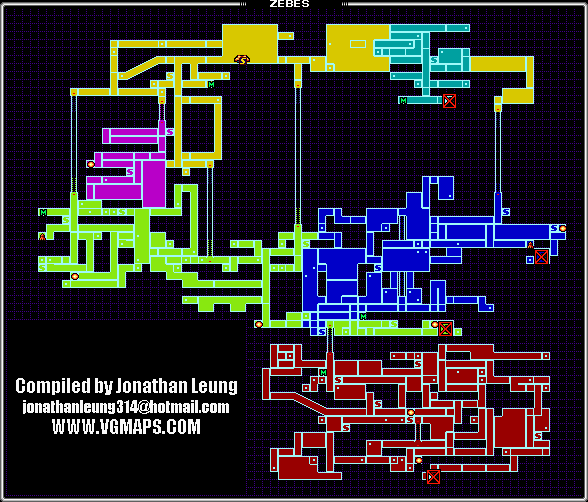 ZEBES
Compiled by Jonathan Leung
jonathanleung314@hotmail.com
WWW.VGMAPS.COM